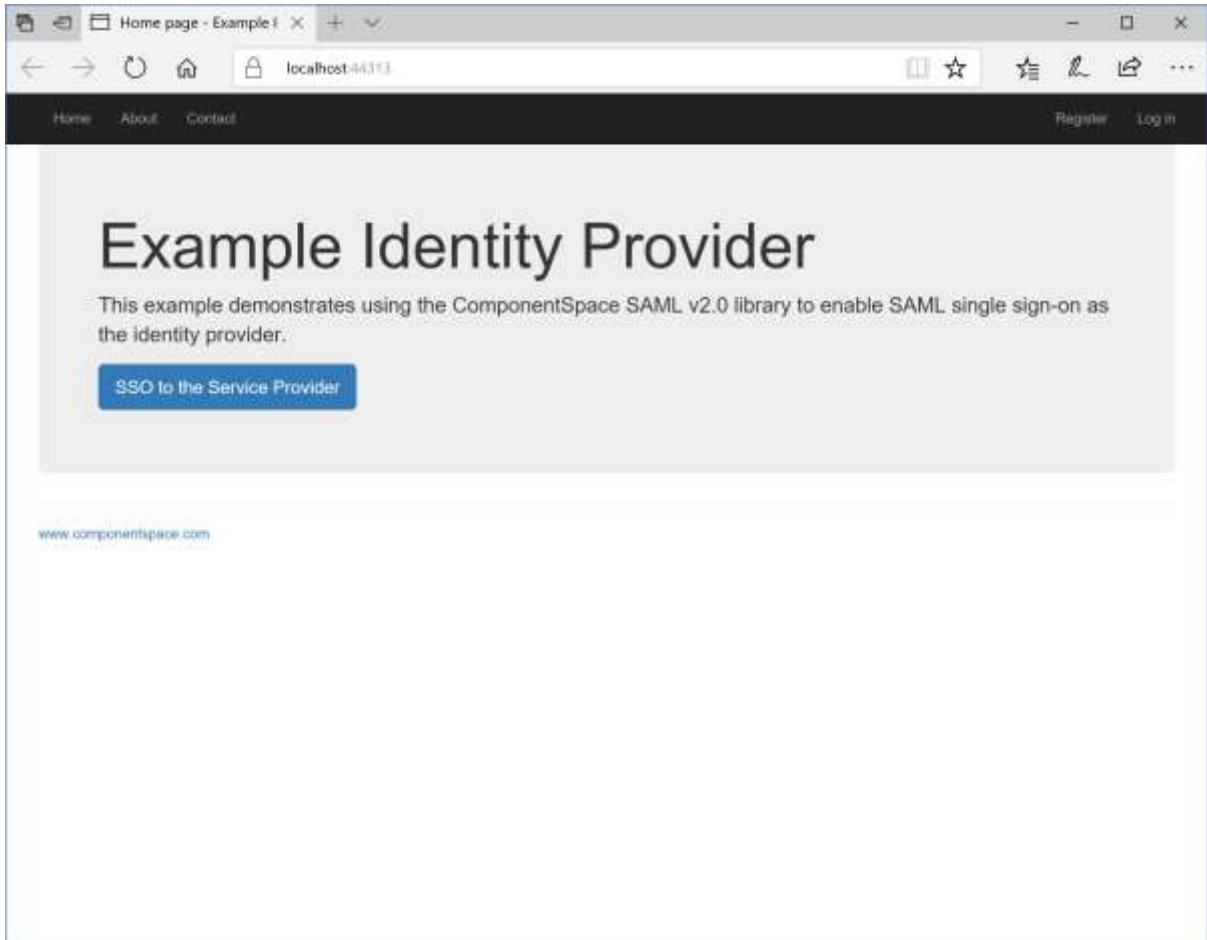 Home page - Example I
localhost:44313
Home About Contact Register Log in
Example Identity Provider
This example demonstrates using the ComponentSpace SAML v2.0 library to enable SAML single sign-on as
the identity provider.
SSO to the Service Provider
www.componentspace.com